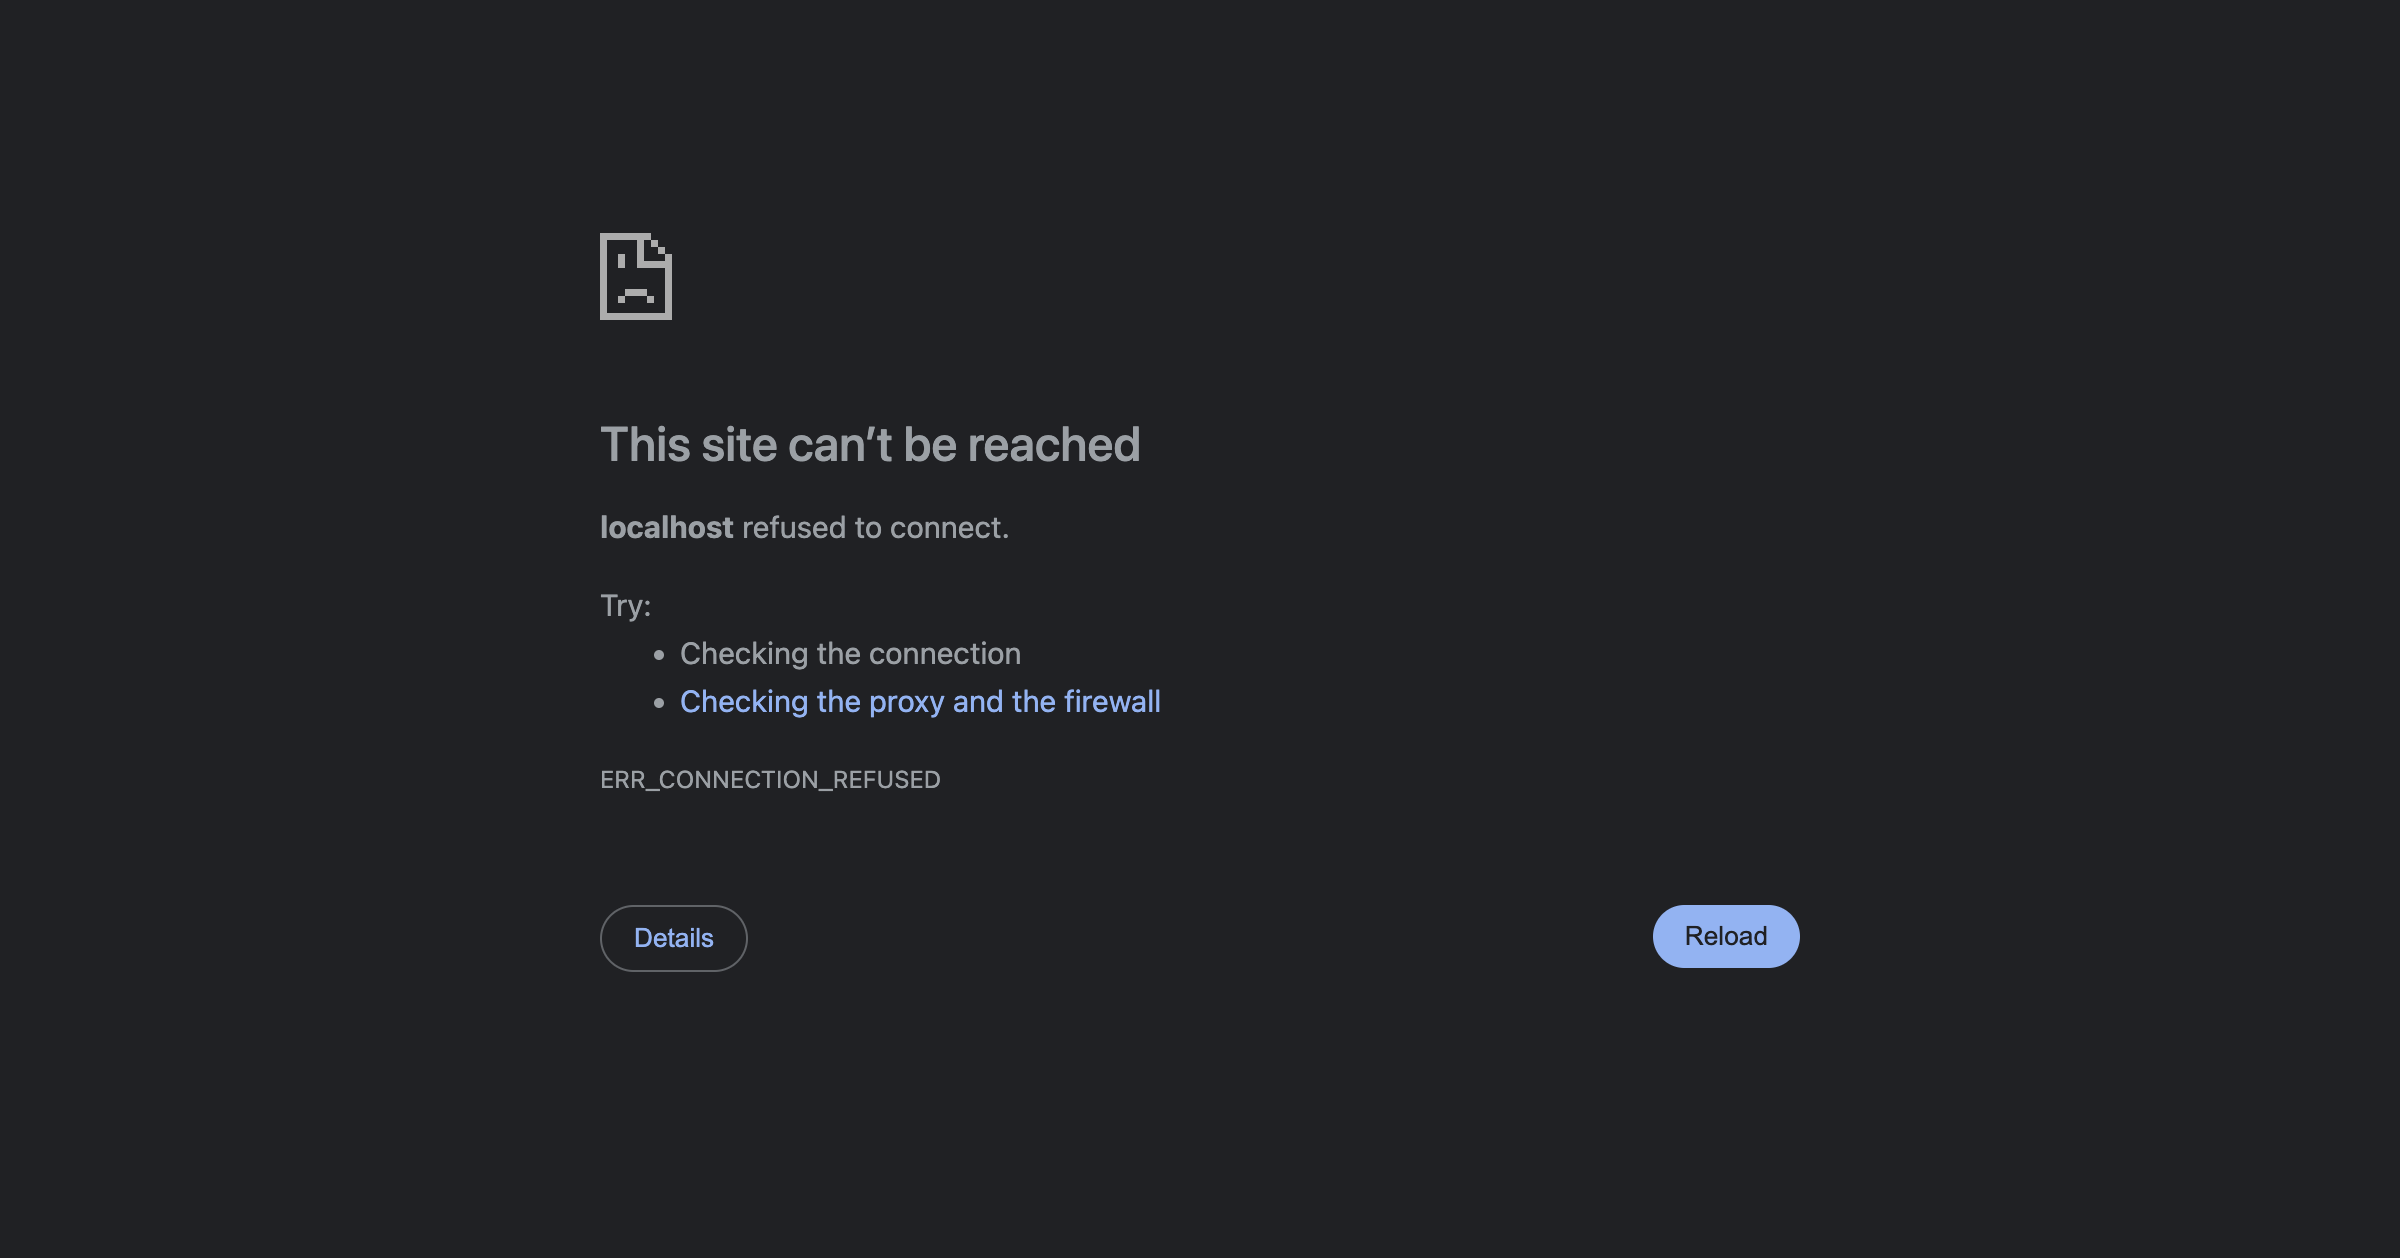 This site can’t be reached
localhost refused to connect.
Try:
• Checking the connection
• Checking the proxy and the firewall
ERR_CONNECTION_REFUSED
Details
Reload